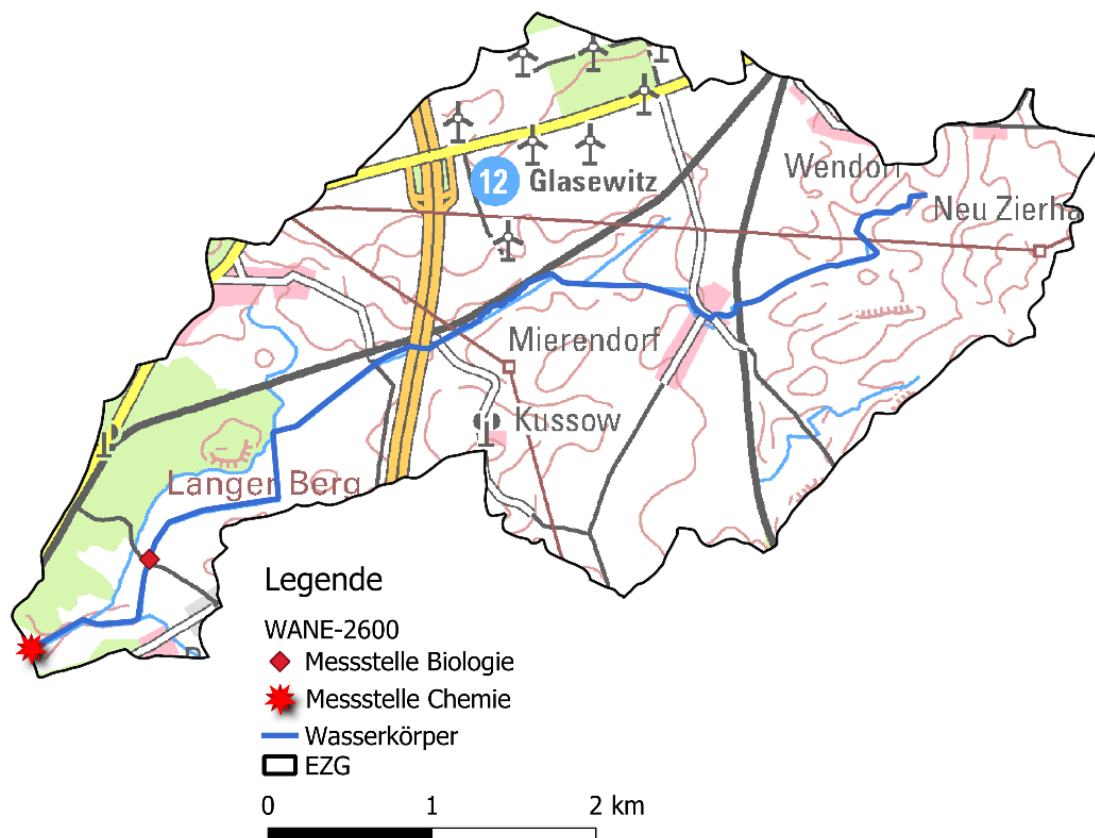 Wendorf
12 Glasewitz
Neu Zierha
Mierendorf
Kussow
Langer Berg
Legende
WANE-2600
Messstelle Biologie
Messstelle Chemie
Wasserkörper
EZG
0 1 2 km